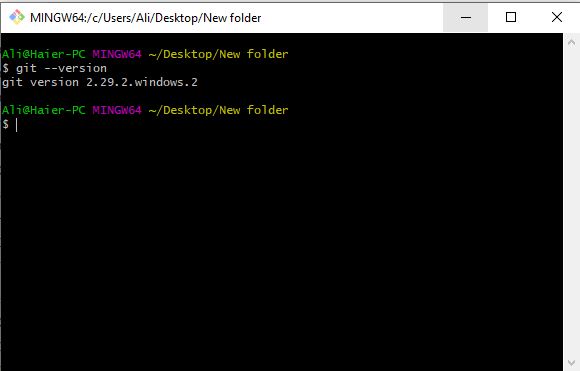 MINGW64:/c/Users/Ali/Desktop/New folder
Ali@Haier-PC MINGW64 ~/Desktop/New folder
$ git --version
git version 2.29.2.windows.2
Ali@Haier-PC MINGW64 ~/Desktop/New folder
$